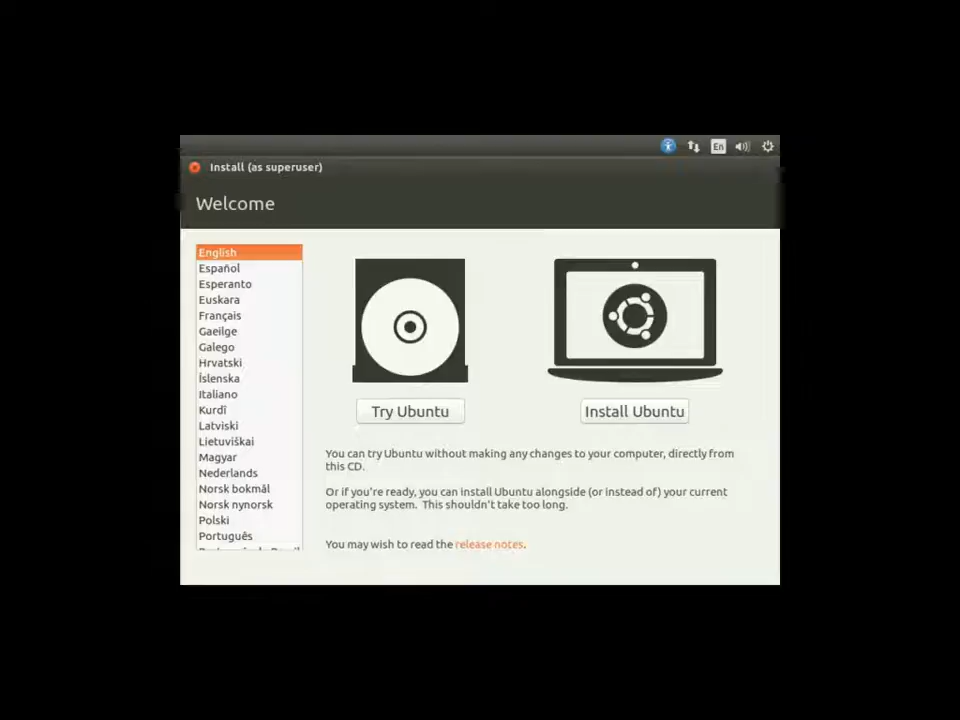 En
Install (as superuser)
Welcome
English
Español
Esperanto
Euskara
Français
Gaeilge
Galego
Hrvatski
Íslenska
Italiano
Kurdî
Latviski
Lietuviškai
Magyar
Nederlands
Norsk bokmål
Norsk nynorsk
Polski
Português
Try Ubuntu
Install Ubuntu
You can try Ubuntu without making any changes to your computer, directly from
this CD.
Or if you're ready, you can install Ubuntu alongside (or instead of) your current
operating system. This shouldn't take too long.
You may wish to read the release notes.